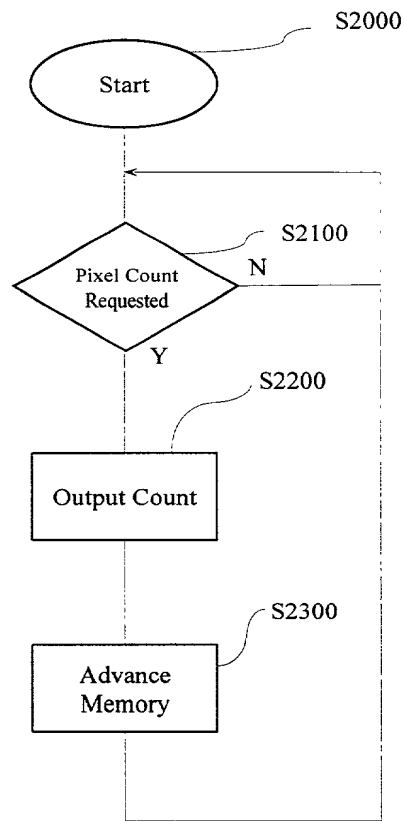 S2000
Start
S2100
Pixel Count
Requested
N
Y
S2200
Output Count
S2300
Advance
Memory